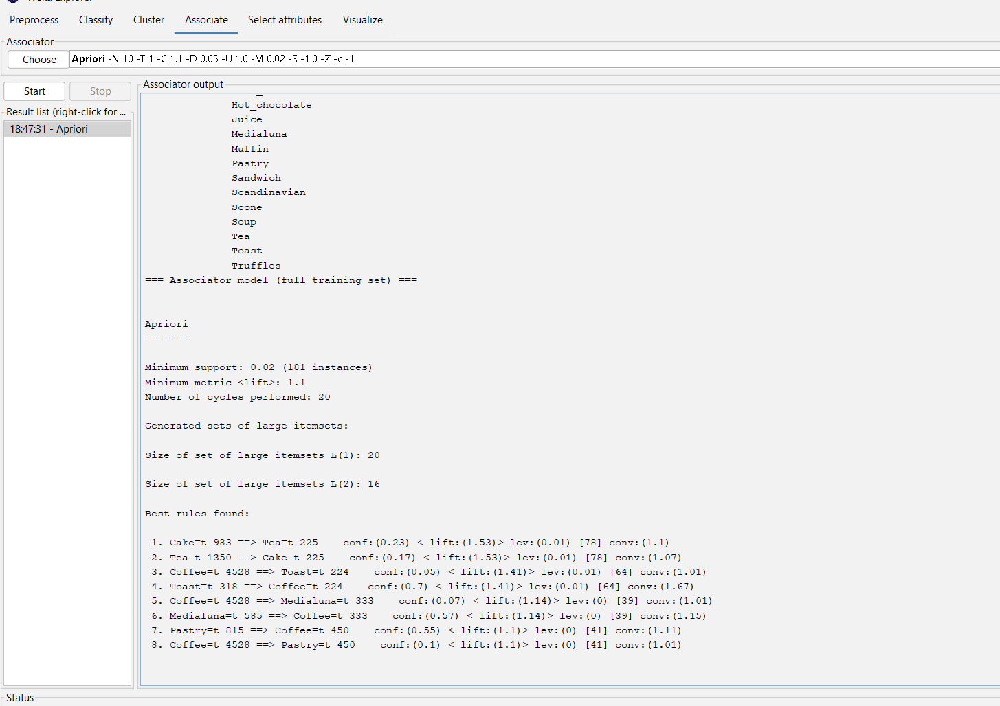 Preprocess Classify Cluster Associate Select attributes Visualize
Associator
Choose Apriori -N 10 -T 1 -C 1.1 -D 0.05 -U 1.0 -M 0.02 -S -1.0 -Z -c -1
Start Stop
Associator output
Result list (right-click for ...
18:47:31 - Apriori
Hot_chocolate
Juice
Medialuna
Muffin
Pastry
Sandwich
Scandinavian
Scone
Soup
Tea
Toast
Truffles
=== Associator model (full training set) ===
Apriori
=======
Minimum support: 0.02 (181 instances)
Minimum metric <lift>: 1.1
Number of cycles performed: 20
Generated sets of large itemsets:
Size of set of large itemsets L(1): 20
Size of set of large itemsets L(2): 16
Best rules found:
1. Cake=t 983 ==> Tea=t 225 conf:(0.23) < lift:(1.53)> lev:(0.01) [78] conv:(1.1)
2. Tea=t 1350 ==> Cake=t 225 conf:(0.17) < lift:(1.53)> lev:(0.01) [78] conv:(1.07)
3. Coffee=t 4528 ==> Toast=t 224 conf:(0.05) < lift:(1.41)> lev:(0.01) [64] conv:(1.01)
4. Toast=t 318 ==> Coffee=t 224 conf:(0.7) < lift:(1.41)> lev:(0.01) [64] conv:(1.67)
5. Coffee=t 4528 ==> Medialuna=t 333 conf:(0.07) < lift:(1.14)> lev:(0) [39] conv:(1.01)
6. Medialuna=t 585 ==> Coffee=t 333 conf:(0.57) < lift:(1.14)> lev:(0) [39] conv:(1.15)
7. Pastry=t 815 ==> Coffee=t 450 conf:(0.55) < lift:(1.1)> lev:(0) [41] conv:(1.11)
8. Coffee=t 4528 ==> Pastry=t 450 conf:(0.1) < lift:(1.1)> lev:(0) [41] conv:(1.01)
Status